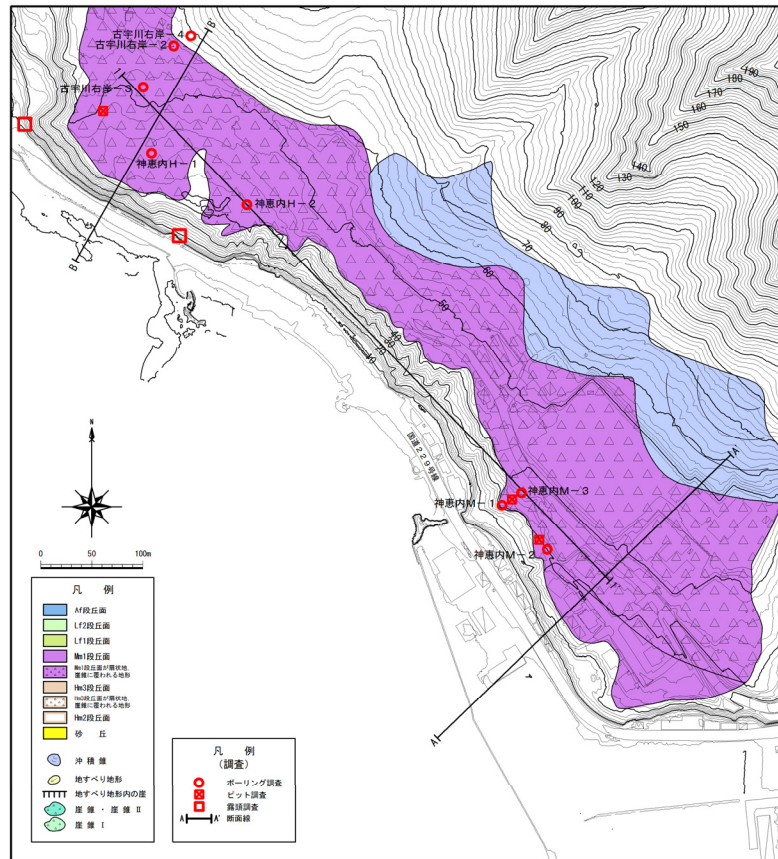 B'
古宇川右岸－4
古宇川右岸－2
古宇川右岸－3
神恵内H－1
神恵内H－2
B
190
180
170
160
150
140
130
120
110
100
90
80
70
60
50
40
30
20
10
国道229号線
A'
神恵内M－3
神恵内M－1
神恵内M－2
A
N
0 50 100m
凡 例
Af段丘面
Lf2段丘面
Lf1段丘面
Mm1段丘面
Mm1段丘面が扇状地、
崖錐に覆われる地形
Hm3段丘面
Hm3段丘面が扇状地、
崖錐に覆われる地形
Hm2段丘面
砂 丘
沖積錐
地すべり地形
地すべり地形内の崖
崖錐・崖錐Ⅱ
崖錐Ⅰ
凡 例
(調査)
ボーリング調査
ピット調査
露頭調査
A A' 断面線